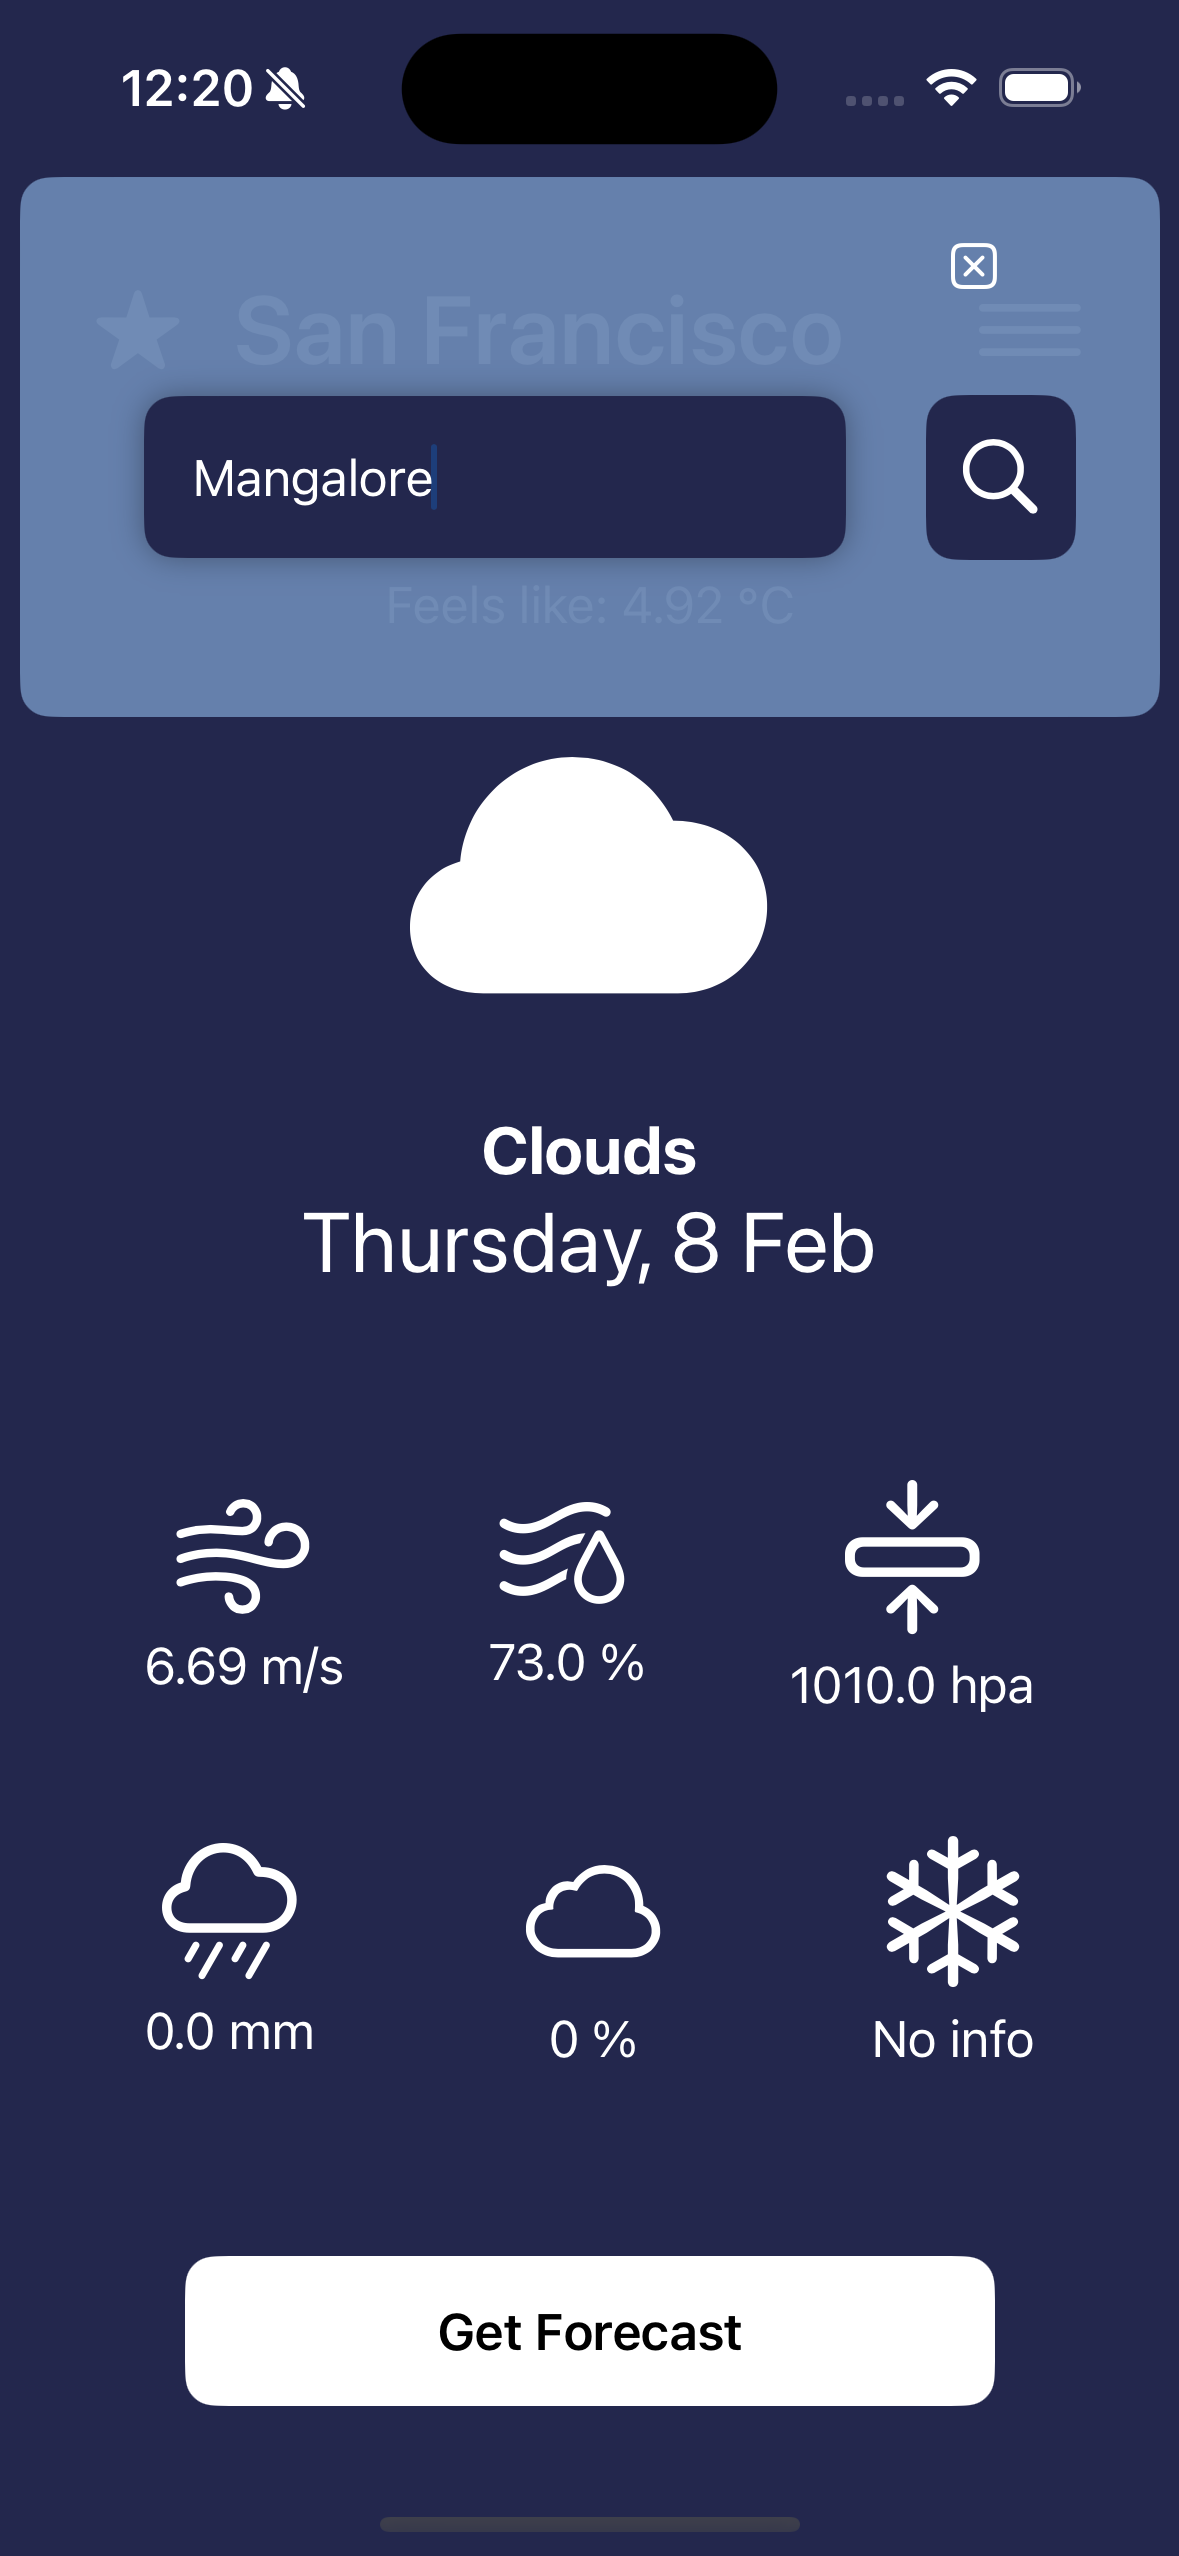 12:20
San Francisco
Mangalore
Feels like: 4.92 °C
Clouds
Thursday, 8 Feb
6.69 m/s
73.0 %
1010.0 hpa
0.0 mm
0 %
No info
Get Forecast